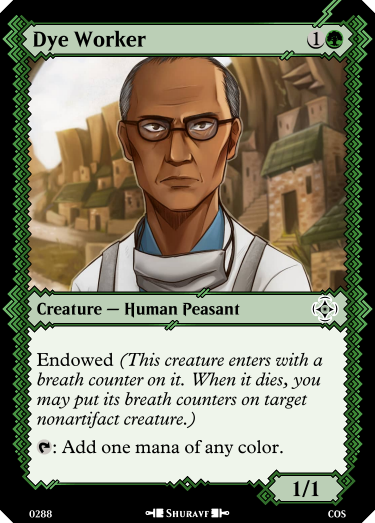 Dye Worker 1
Creature — Human Peasant
Endowed (This creature enters with a
breath counter on it. When it dies, you
may put its breath counters on target
nonartifact creature.)
: Add one mana of any color.
1/1
0288 Shurayf COS